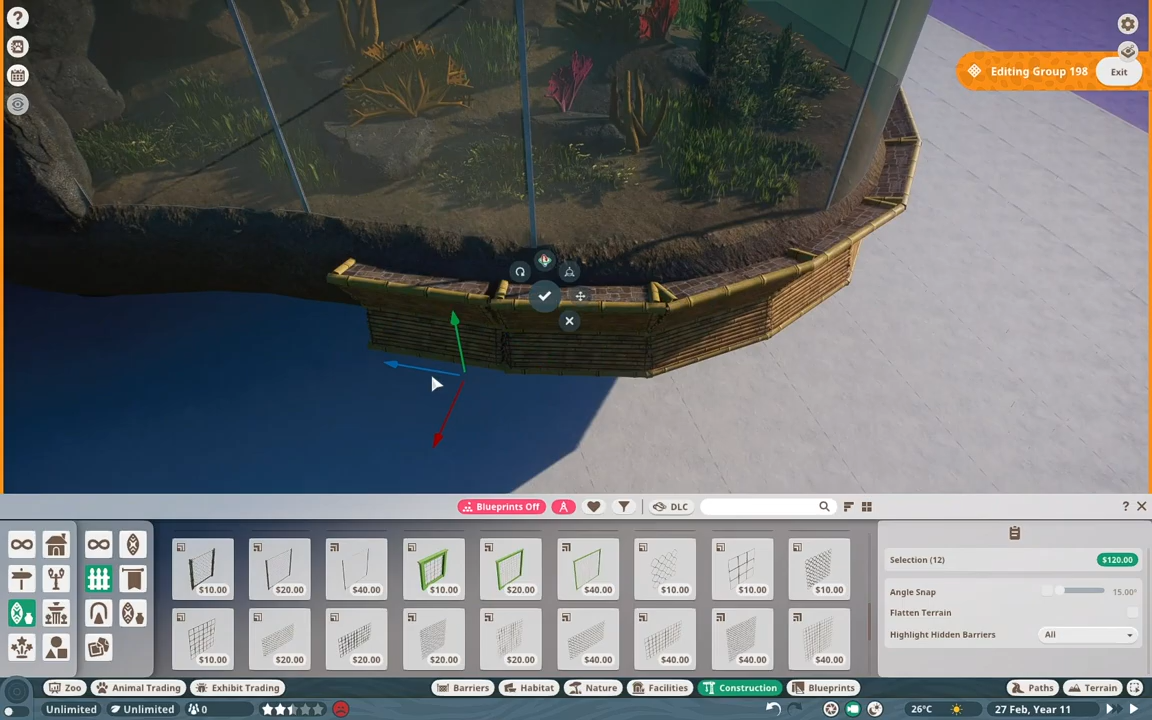 ?
Editing Group 198
Exit
Blueprints Off
DLC
?
$10.00
$20.00
$40.00
$10.00
$20.00
$40.00
$10.00
$10.00
$10.00
$10.00
$20.00
$20.00
$20.00
$20.00
$40.00
$40.00
$40.00
$40.00
Selection (12)
$120.00
Angle Snap
15.00°
Flatten Terrain
Highlight Hidden Barriers
All
Zoo
Animal Trading
Exhibit Trading
Barriers
Habitat
Nature
Facilities
Construction
Blueprints
Paths
Terrain
Unlimited
Unlimited
0
26°C
27 Feb, Year 11